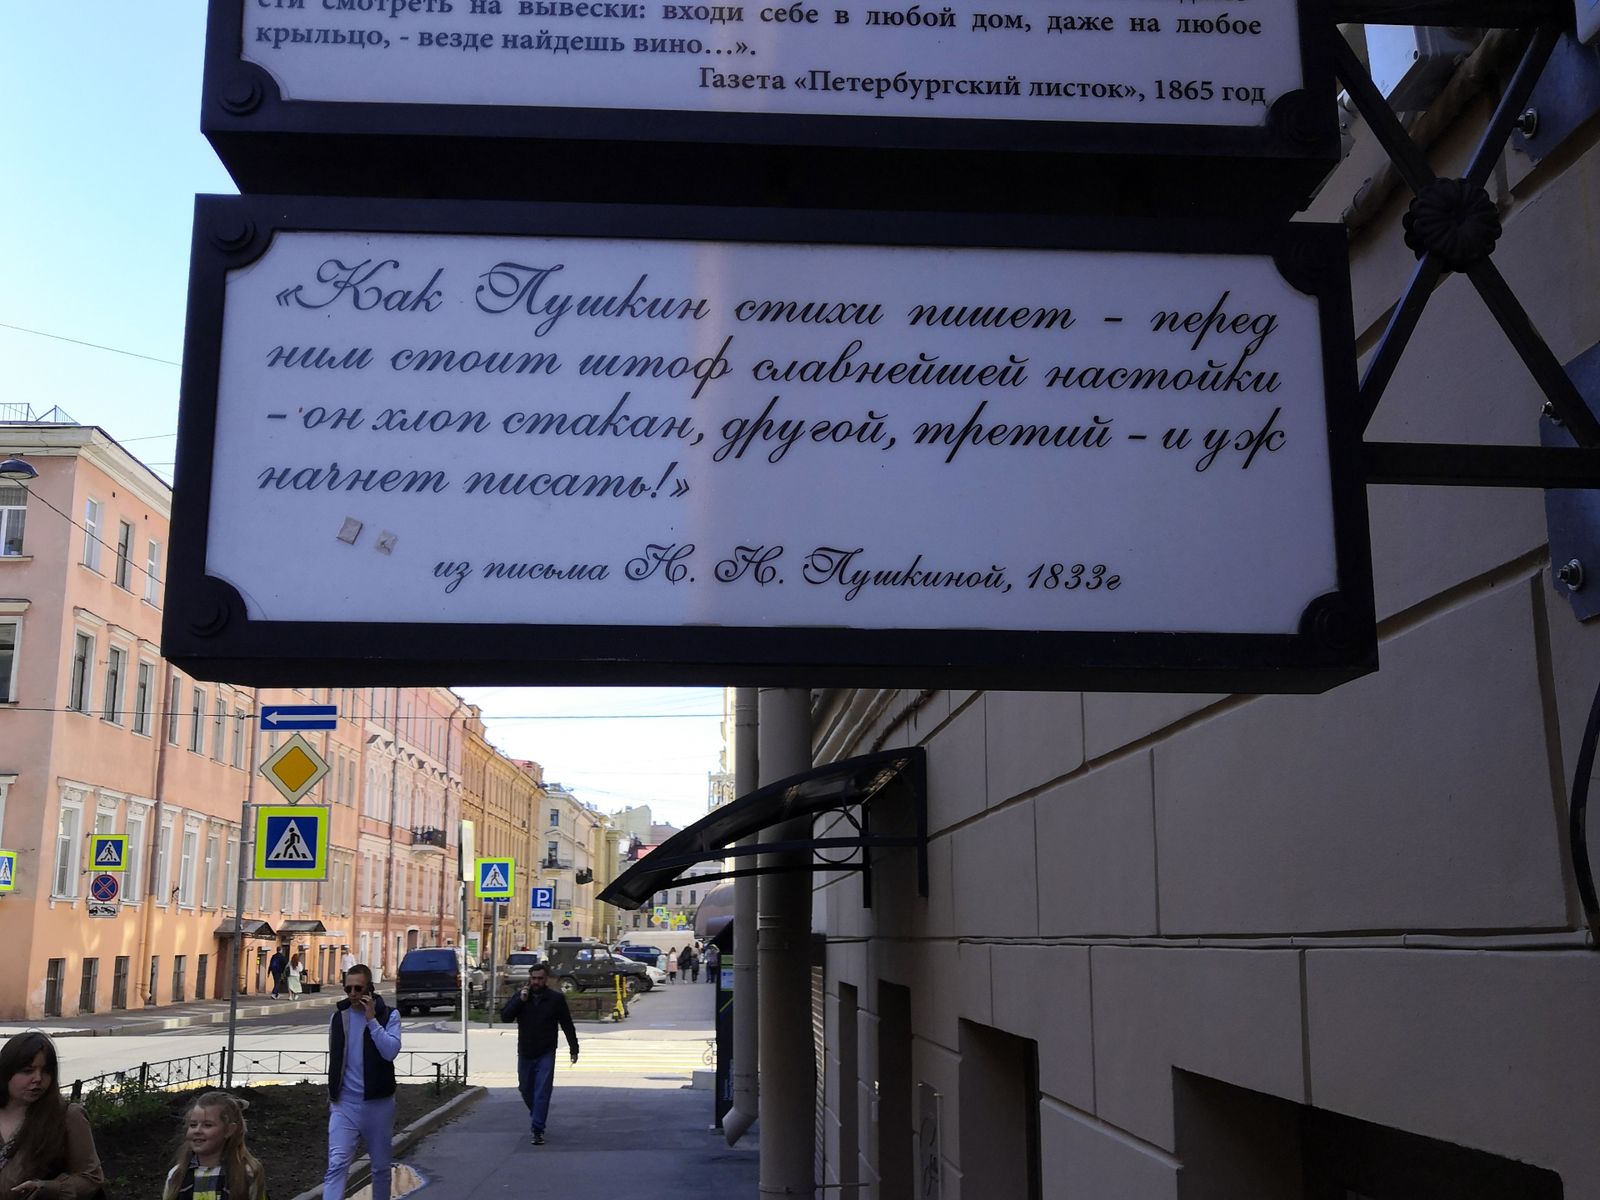 сти смотреть на вывески: входи себе в любой дом, даже на любое
крыльцо, - везде найдешь вино...».
Газета «Петербургский листок», 1865 год
«Как Пушкин стихи пишет – перед
ним стоит штоф славнейшей настойки
– он хлоп стакан, другой, третий – и уж
начнет писать!»
из письма Н. Н. Пушкиной, 1833г
P